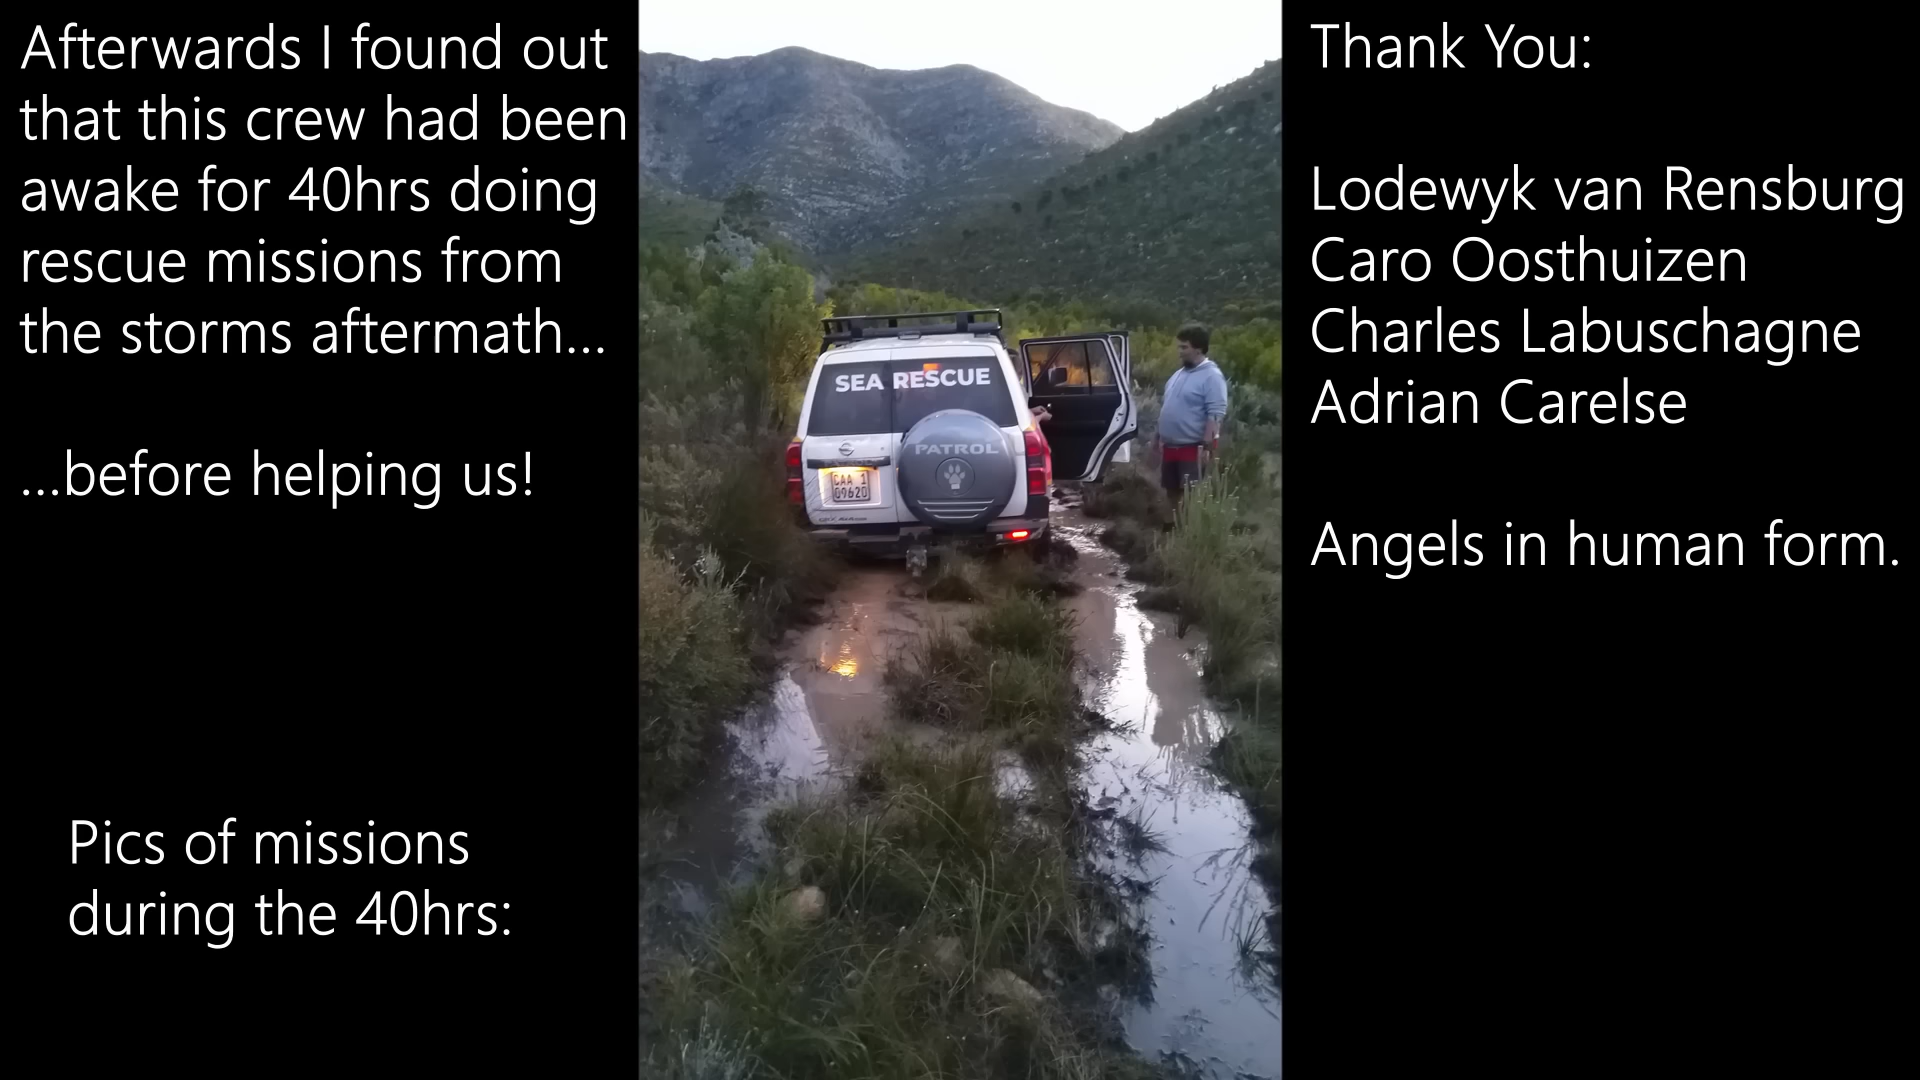 Afterwards I found out
that this crew had been
awake for 40hrs doing
rescue missions from
the storms aftermath...
...before helping us!
Pics of missions
during the 40hrs:
SEA RESCUE
PATROL
CAA 1
09620
Thank You:
Lodewyk van Rensburg
Caro Oosthuizen
Charles Labuschagne
Adrian Carelse
Angels in human form.